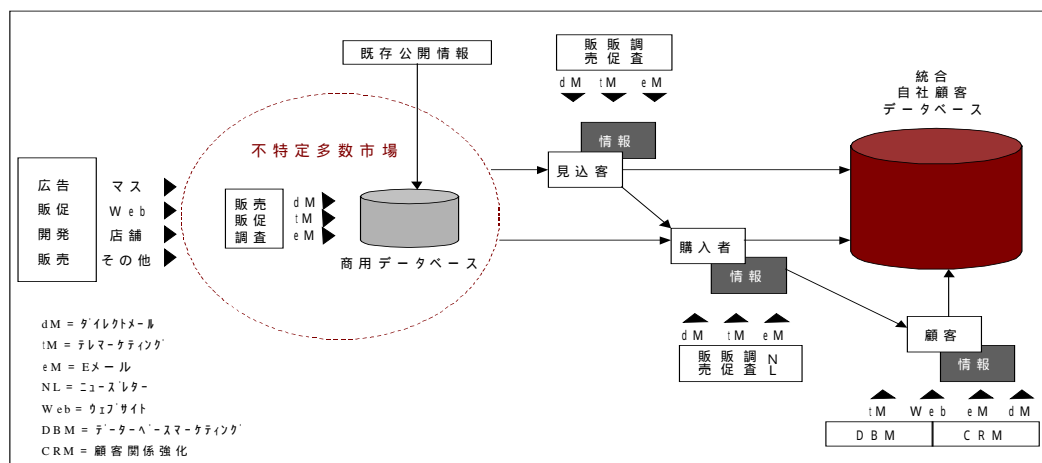 既存公開情報
販 販 調
売 促 査
dM tM eM
統合
自社顧客
データベース
不特定多数市場
情報
見込客
広告 マス
販促 Web
開発 店舗
販売 その他
販売 dM
販促 tM
調査 eM
商用データベース
購入者
情報
dM tM eM
販 販 調 N
売 促 査 L
顧客
情報
tM Web eM dM
DBM CRM
dM = ダイレクトメール
tM = テレマーケティング
eM = Eメール
NL = ニュースレター
Web = ウェブサイト
DBM = データーベースマーケティング
CRM = 顧客関係強化